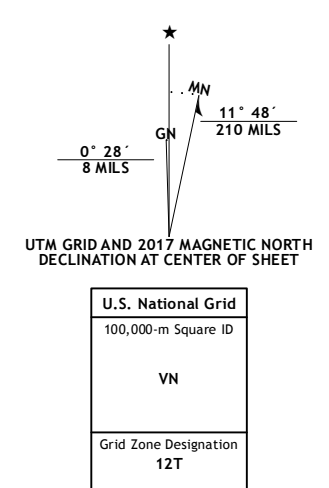 MN
11° 48´
210 MILS
GN
0° 28´
8 MILS
UTM GRID AND 2017 MAGNETIC NORTH
DECLINATION AT CENTER OF SHEET
U.S. National Grid
100,000-m Square ID
VN
Grid Zone Designation
12T